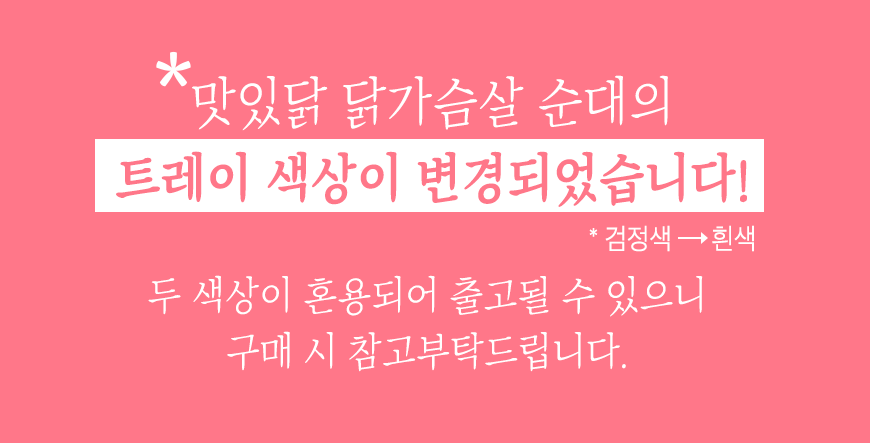 *맛있닭 닭가슴살 순대의
트레이 색상이 변경되었습니다!
* 검정색 → 흰색
두 색상이 혼용되어 출고될 수 있으니
구매 시 참고부탁드립니다.